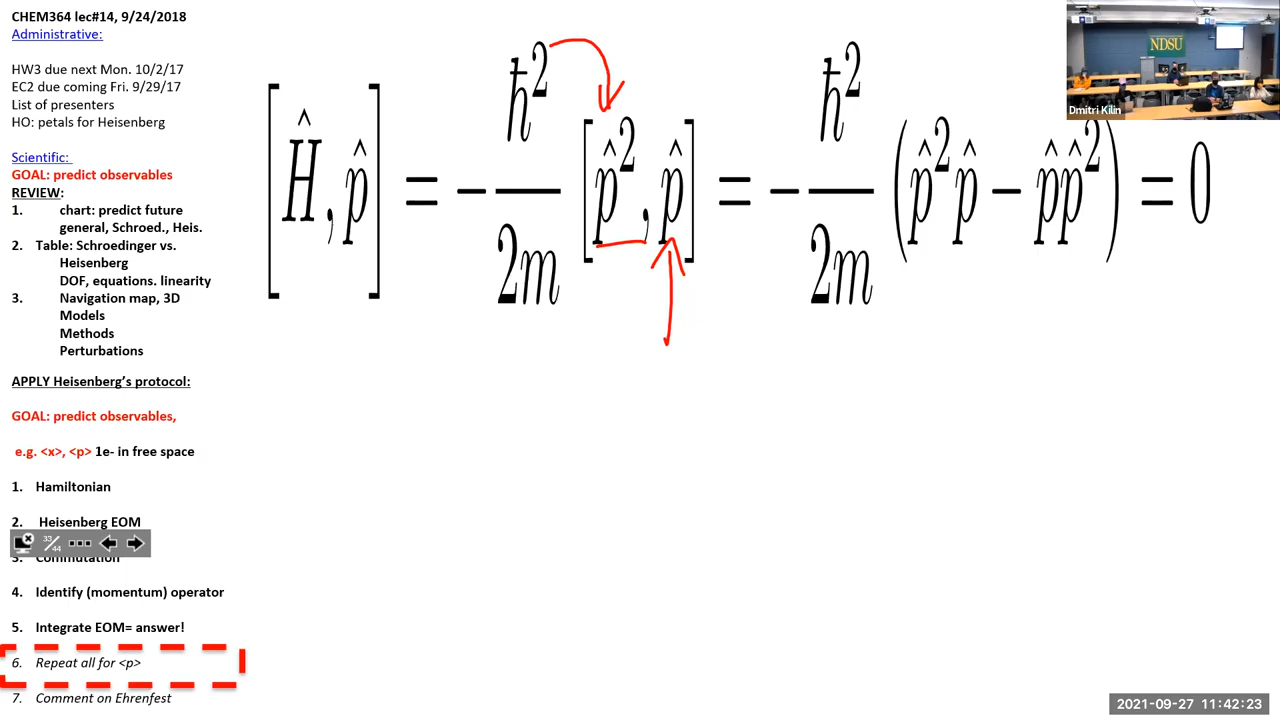 CHEM364 lec#14, 9/24/2018
Administrative:
HW3 due next Mon. 10/2/17
EC2 due coming Fri. 9/29/17
List of presenters
HO: petals for Heisenberg
Scientific:
GOAL: predict observables
REVIEW:
1. chart: predict future
general, Schroed., Heis.
2. Table: Schroedinger vs.
Heisenberg
DOF, equations. linearity
3. Navigation map, 3D
Models
Methods
Perturbations
APPLY Heisenberg's protocol:
GOAL: predict observables,
e.g. <x>, <p> 1e- in free space
1. Hamiltonian
2. Heisenberg EOM
33/44
3. Commutation
4. Identify (momentum) operator
5. Integrate EOM= answer!
6. Repeat all for <p>
7. Comment on Ehrenfest
[Ĥ, p̂] = − ħ²/2m [p̂², p̂] = − ħ²/2m (p̂²p̂ − p̂p̂²) = 0
NDSU
Dmitri Kilin
2021-09-27 11:42:23